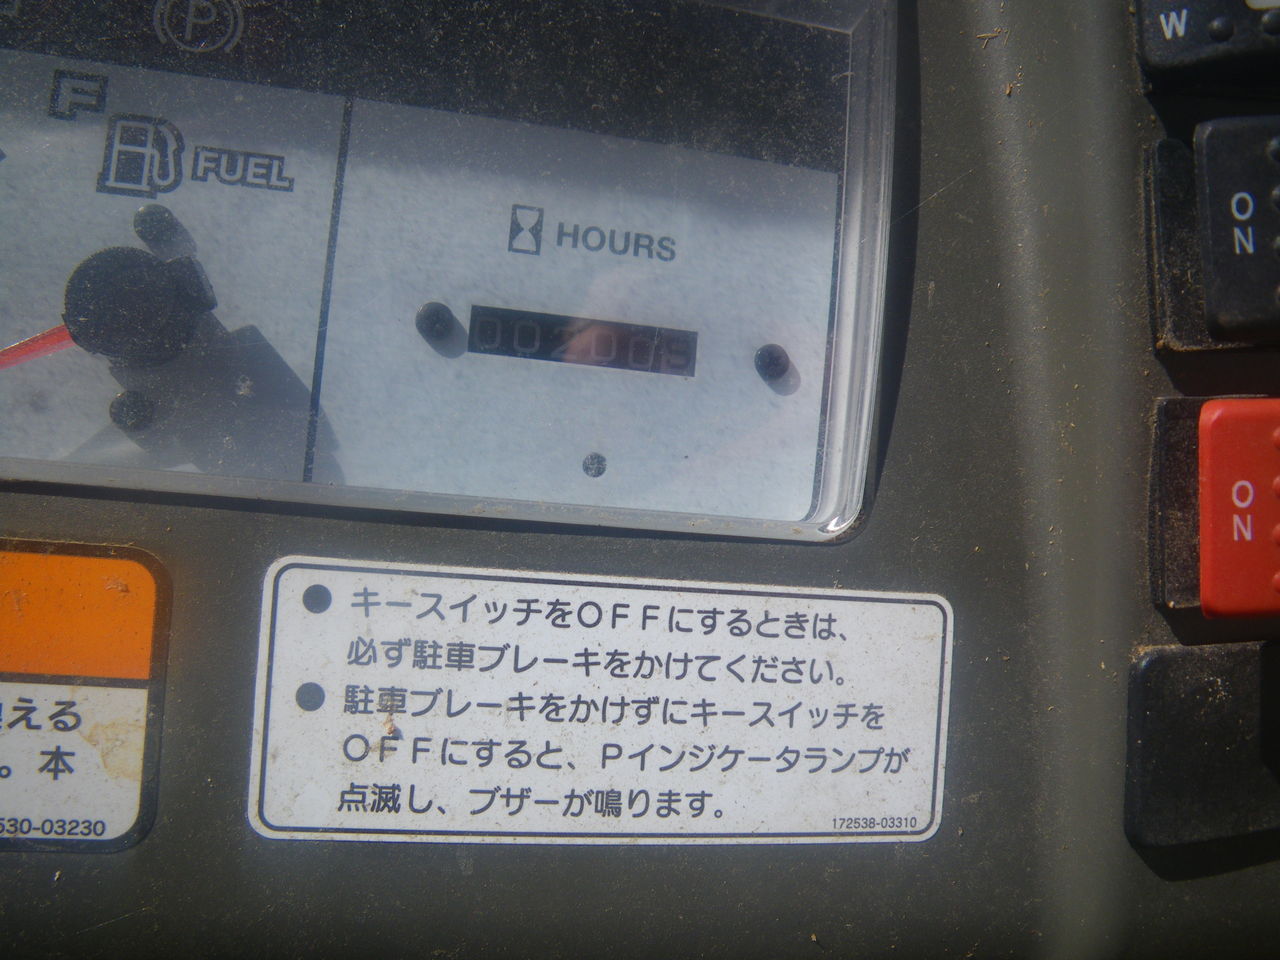 P
F
FUEL
HOURS
W
ON
ON
える
。本
530-03230
● キースイッチをOFFにするときは、
必ず駐車ブレーキをかけてください。
● 駐車ブレーキをかけずにキースイッチを
OFFにすると、Pインジケータランプが
点滅し、ブザーが鳴ります。
172538-03310